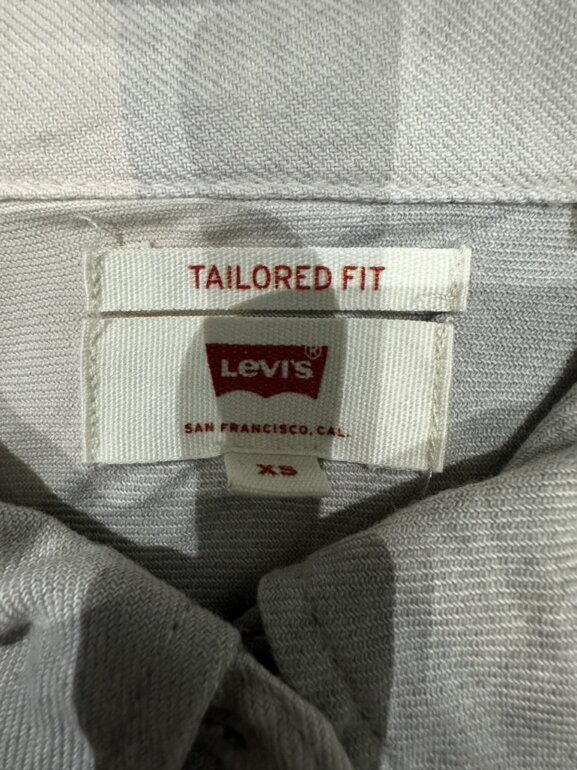 TAILORED FIT
Levi's®
SAN FRANCISCO, CAL.
XS